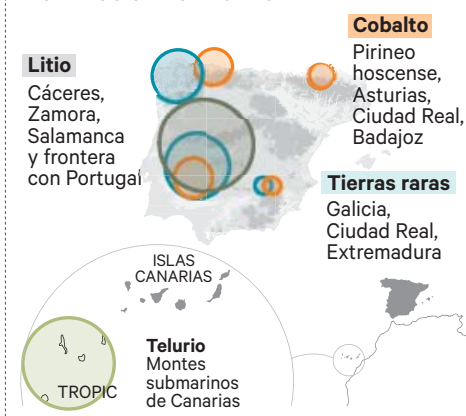 Litio
Cáceres,
Zamora,
Salamanca
y frontera
con Portugal
Cobalto
Pirineo
hoscense,
Asturias,
Ciudad Real,
Badajoz
Tierras raras
Galicia,
Ciudad Real,
Extremadura
ISLAS
CANARIAS
TROPIC
Telurio
Montes
submarinos
de Canarias